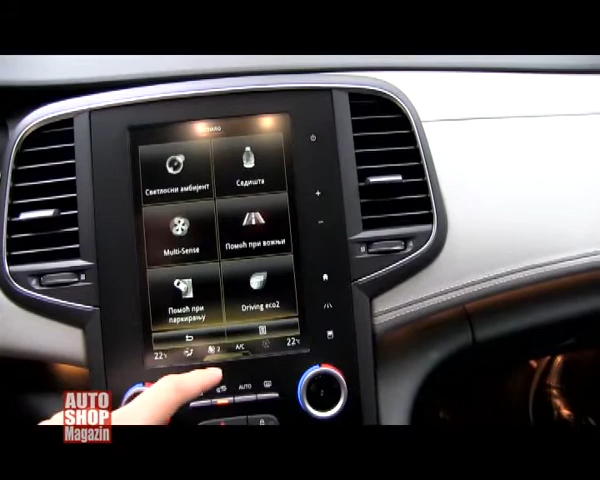 Светлосни амбијент
Седишта
Multi-Sense
Помоћ при вожњи
Помоћ при
паркирању
Driving eco2
22°c
2
A/C
22°c
AUTO
AUTO
SHOP
Magazin